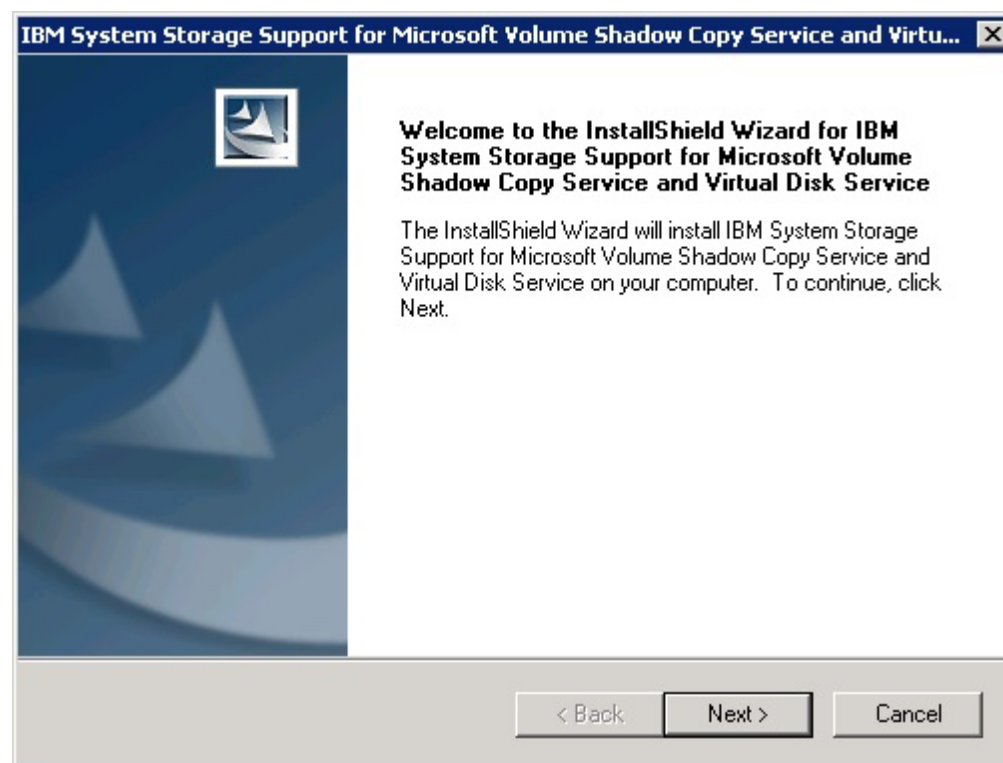 IBM System Storage Support for Microsoft Volume Shadow Copy Service and Virtu...
Welcome to the InstallShield Wizard for IBM
System Storage Support for Microsoft Volume
Shadow Copy Service and Virtual Disk Service
The InstallShield Wizard will install IBM System Storage
Support for Microsoft Volume Shadow Copy Service and
Virtual Disk Service on your computer. To continue, click
Next.
< Back
Next >
Cancel